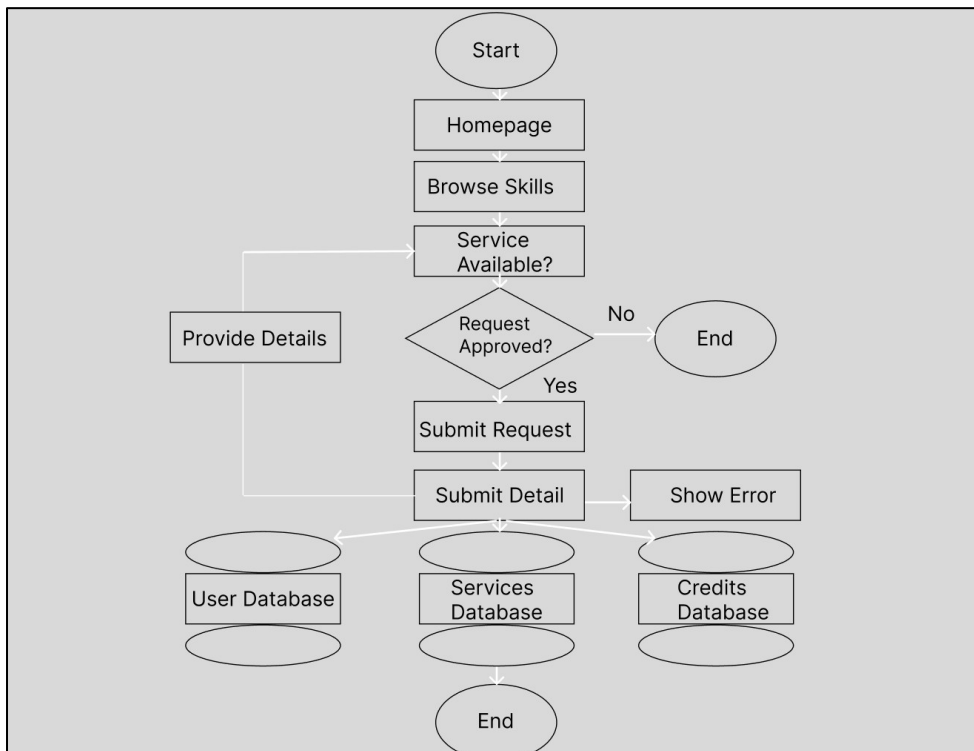 Start
Homepage
Browse Skills
Service
Available?
Request
Approved?
No
End
Provide Details
Yes
Submit Request
Submit Detail
Show Error
User Database
Services
Database
Credits
Database
End